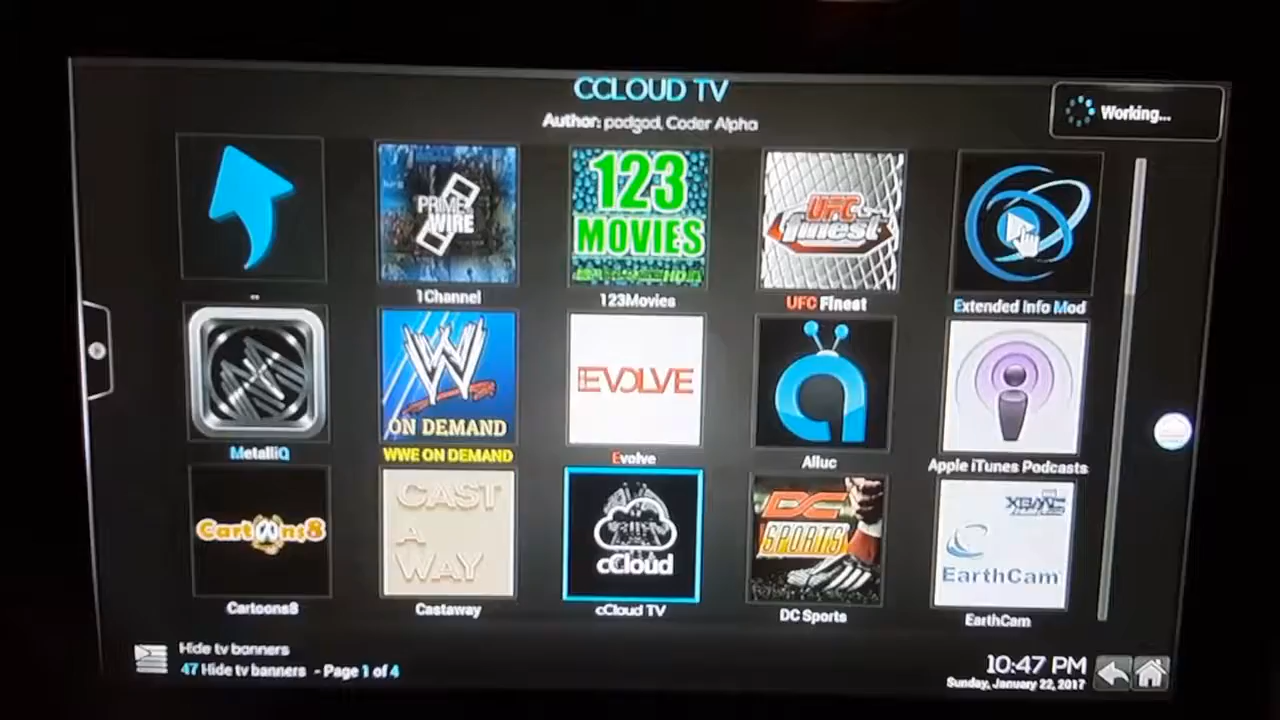 CCLOUD TV
Author: podgod, Coder Alpha
Working...
PRIME WIRE
123
MOVIES
UFC
finest
..
1Channel
123Movies
UFC Finest
Extended Info Mod
W
ON DEMAND
EVOLVE
MetalliQ
WWE ON DEMAND
Evolve
Alluc
Apple iTunes Podcasts
Cartoons8
CAST
A
WAY
cCloud
DC
SPORTS
XBMC
EarthCam
Cartoons8
Castaway
cCloud TV
DC Sports
EarthCam
Hide tv banners
47 Hide tv banners - Page 1 of 4
10:47 PM
Sunday, January 22, 2017